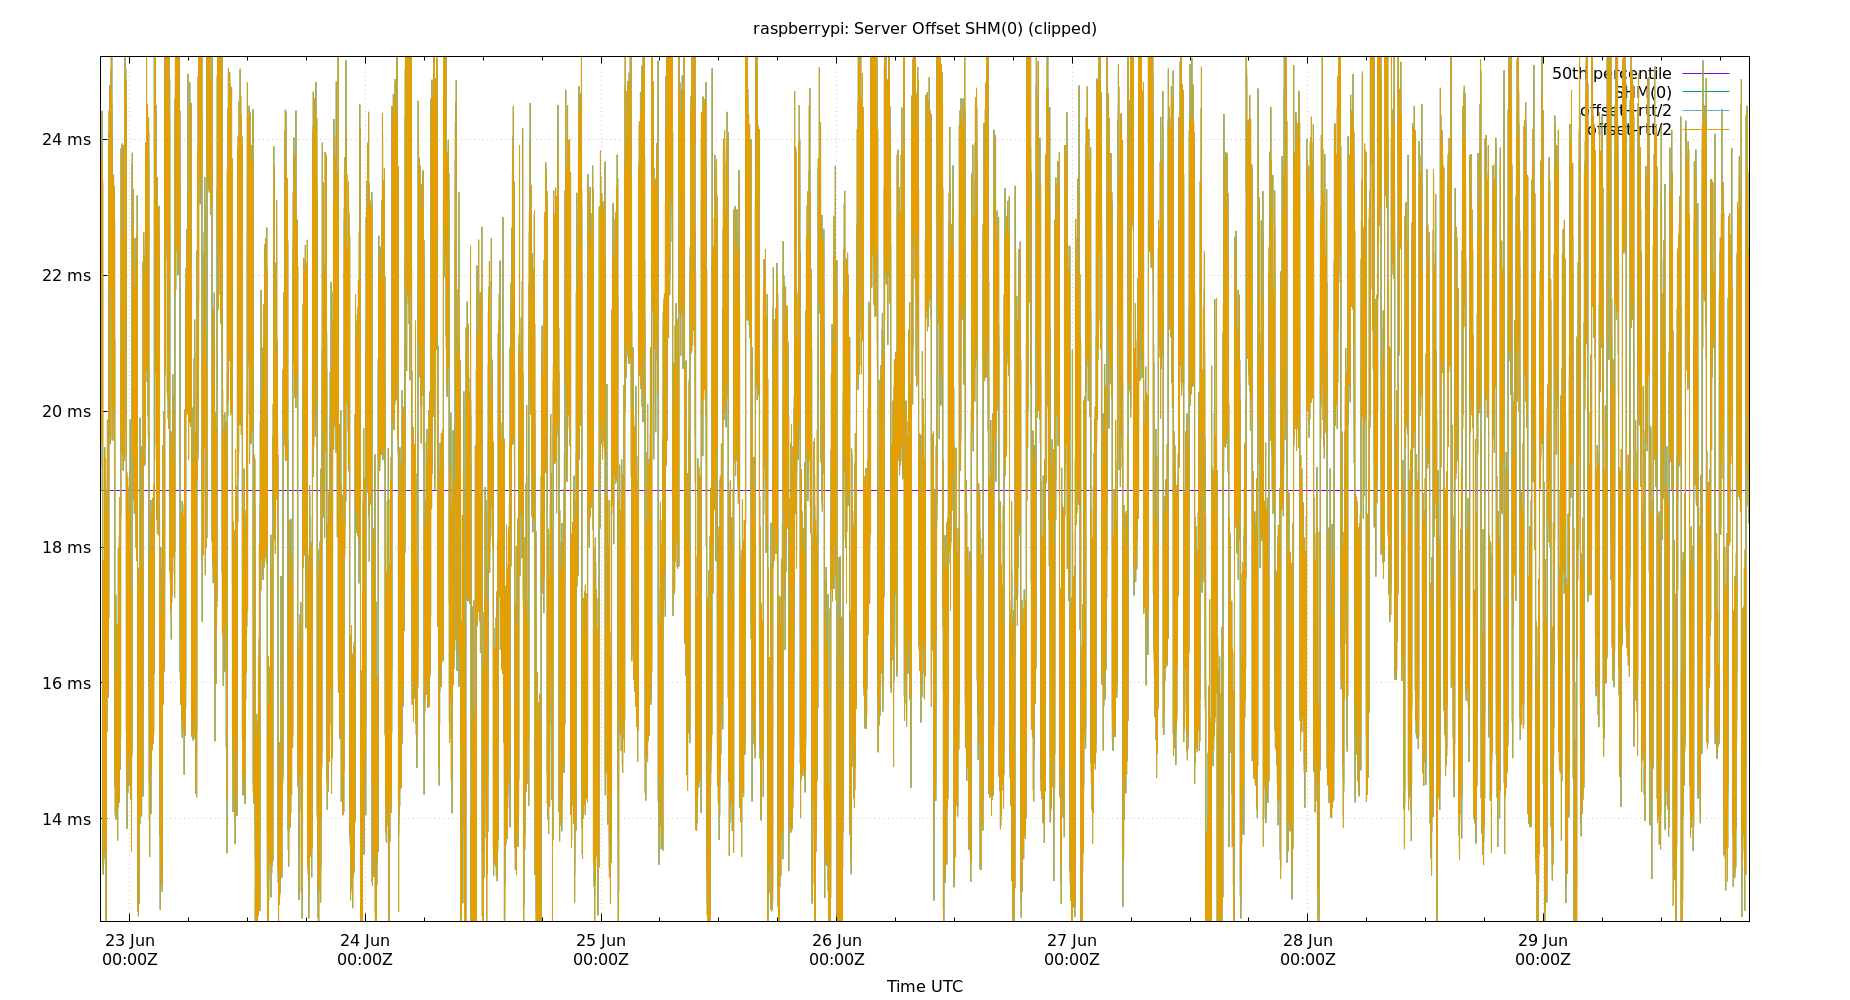 raspberrypi: Server Offset SHM(0) (clipped)
50th percentile
SHM(0)
offset+rtt/2
offset-rtt/2
24 ms
22 ms
20 ms
18 ms
16 ms
14 ms
23 Jun 24 Jun 25 Jun 26 Jun 27 Jun 28 Jun 29 Jun
00:00Z 00:00Z 00:00Z 00:00Z 00:00Z 00:00Z 00:00Z
Time UTC